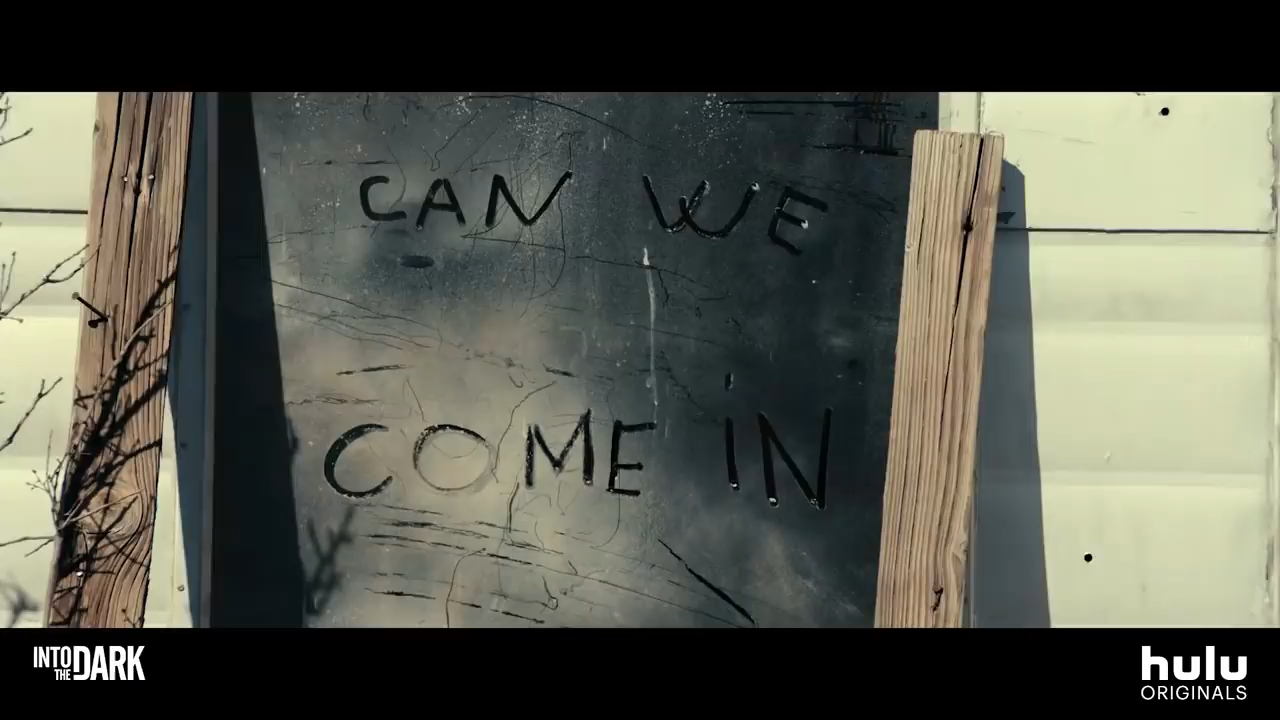 CAN WE
COME iN
INTO
THE DARK
hulu
ORIGINALS